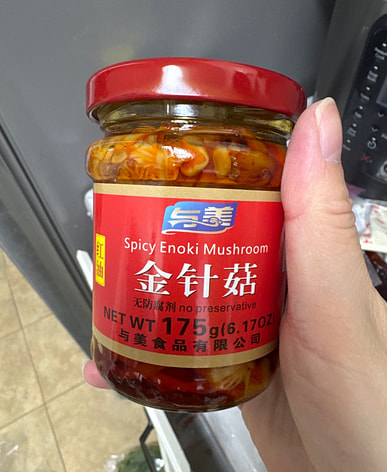 与美
Spicy Enoki Mushroom
金针菇
红油
无防腐剂 no preservative
NET WT 175g(6.17OZ)
与美食品有限公司